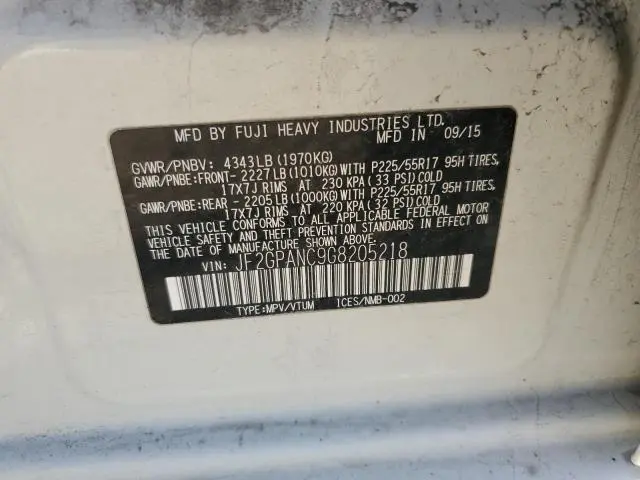 MFD BY FUJI HEAVY INDUSTRIES LTD.
MFD IN 09/15
GVWR/PNBV: 4343LB(1970KG)
GAWR/PNBE:FRONT- 2227LB(1010KG)WITH P225/55R17 95H TIRES,
17X7J RIMS AT 230 KPA(33 PSI)COLD
GAWR/PNBE:REAR - 2205LB(1000KG)WITH P225/55R17 95H TIRES,
17X7J RIMS AT 220 KPA(32 PSI)COLD
THIS VEHICLE CONFORMS TO ALL APPLICABLE FEDERAL MOTOR
VEHICLE SAFETY AND THEFT PREVENTION STANDARDS IN EFFECT ON
THE DATE OF MANUFACTURE SHOWN ABOVE.
VIN: JF2GPANC9G8205218
TYPE:MPV/VTUM ICES/NMB-002